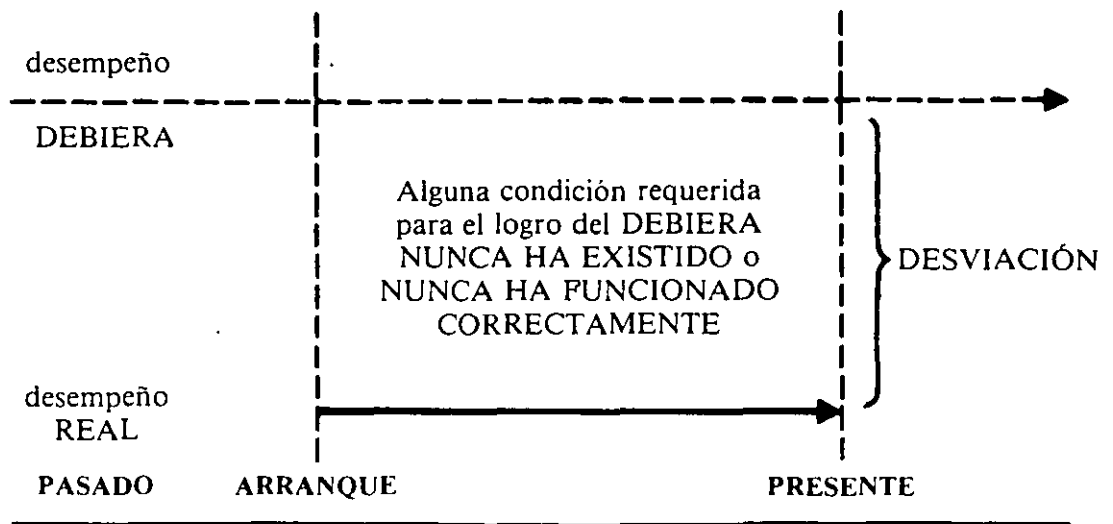 desempeño
DEBIERA
Alguna condición requerida
para el logro del DEBIERA
NUNCA HA EXISTIDO o
NUNCA HA FUNCIONADO
CORRECTAMENTE
DESVIACIÓN
desempeño
REAL
PASADO ARRANQUE PRESENTE